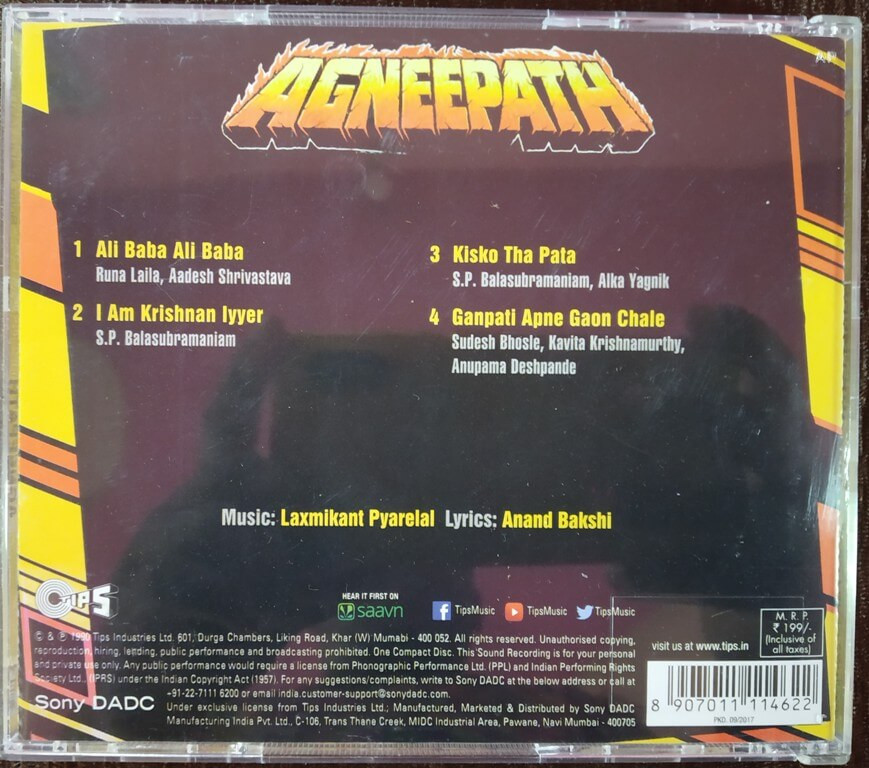 AGNEEPATH
1 Ali Baba Ali Baba
Runa Laila, Aadesh Shrivastava
2 I Am Krishnan Iyyer
S.P. Balasubramaniam
3 Kisko Tha Pata
S.P. Balasubramaniam, Alka Yagnik
4 Ganpati Apne Gaon Chale
Sudesh Bhosle, Kavita Krishnamurthy,
Anupama Deshpande
Music: Laxmikant Pyarelal Lyrics: Anand Bakshi
TIPS
HEAR IT FIRST ON
saavn
TipsMusic TipsMusic TipsMusic
© & ℗ 1990 Tips Industries Ltd. 601, Durga Chambers, Liking Road, Khar (W) Mumabi - 400 052. All rights reserved. Unauthorised copying,
reproduction, hiring, lending, public performance and broadcasting prohibited. One Compact Disc. This Sound Recording is for your personal
and private use only. Any public performance would require a license from Phonographic Performance Ltd. (PPL) and Indian Performing Rights
Society Ltd., (IPRS) under the Indian Copyright Act (1957). For any suggestions/complaints, write to Sony DADC at the below address or call at
+91-22-7111 6200 or email india.customer-support@sonydadc.com.
Sony DADC
Under exclusive license from Tips Industries Ltd.; Manufactured, Marketed & Distributed by Sony DADC
Manufacturing India Pvt. Ltd., C-106, Trans Thane Creek, MIDC Industrial Area, Pawane, Navi Mumbai - 400705
visit us at www.tips.in
M. R. P.
₹ 199/-
(Inclusive of
all taxes)
8 907011 114622
PKD. 09/2017